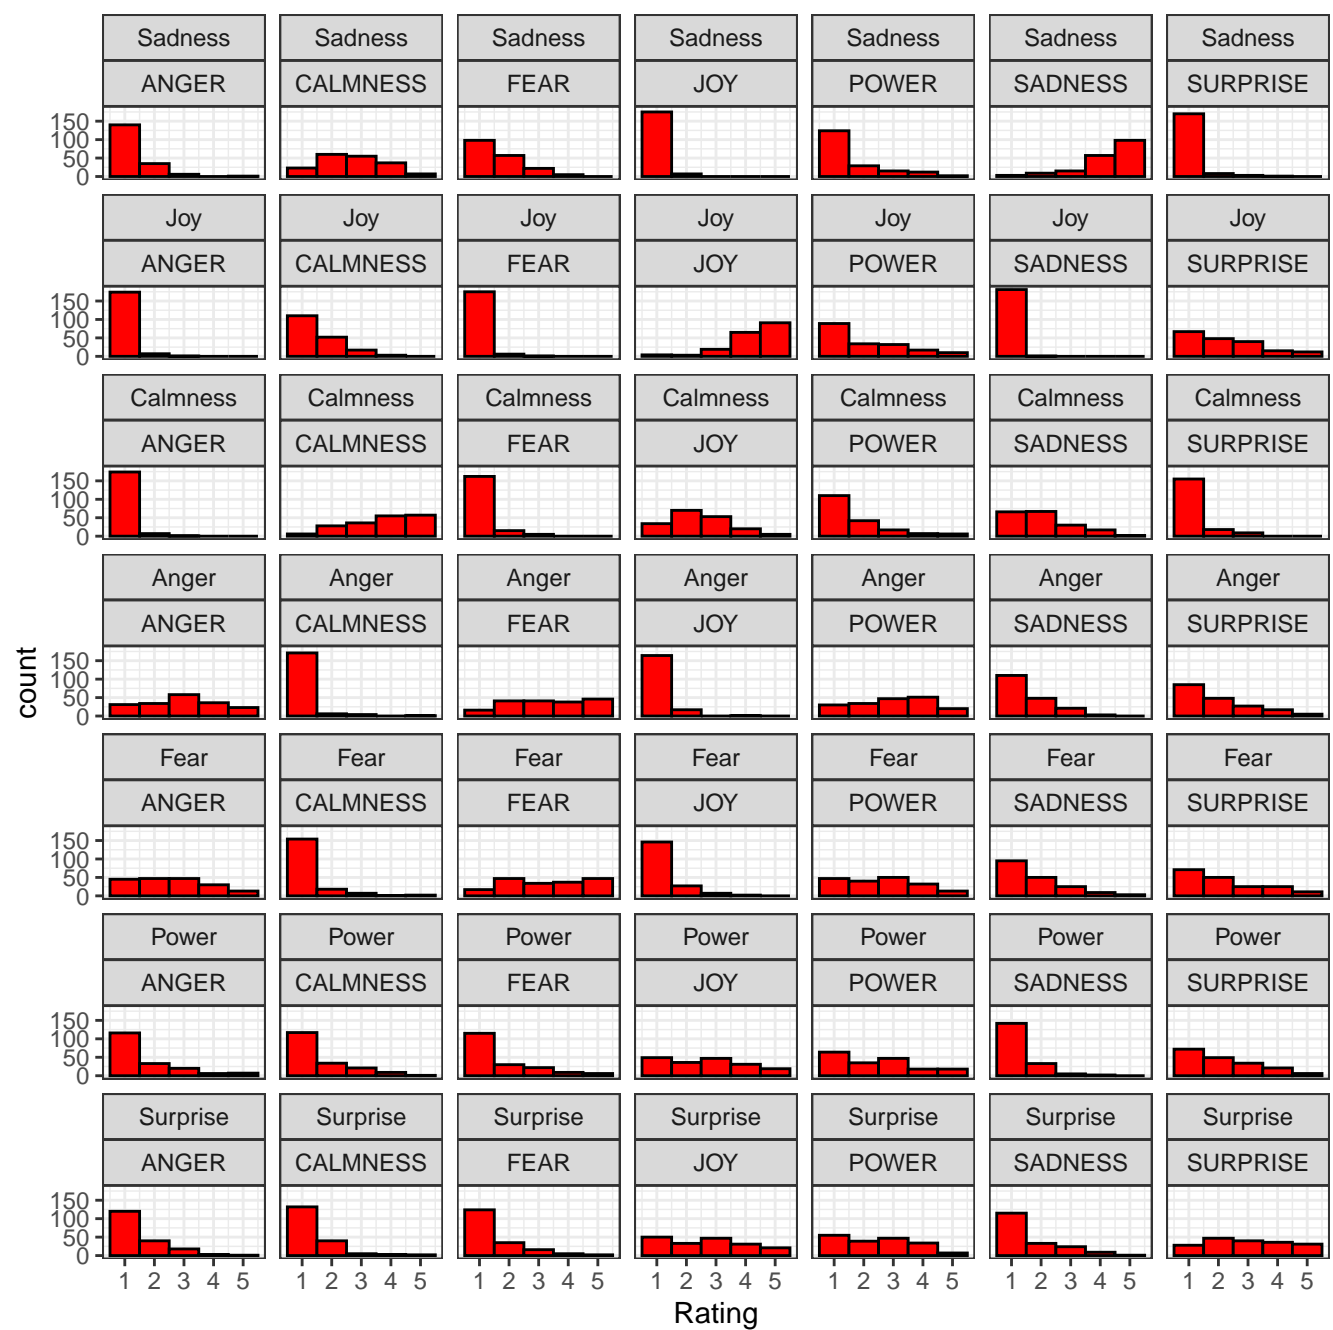 Sadness Sadness Sadness Sadness Sadness Sadness Sadness
ANGER CALMNESS FEAR JOY POWER SADNESS SURPRISE
150
100
50
0
Joy Joy Joy Joy Joy Joy Joy
ANGER CALMNESS FEAR JOY POWER SADNESS SURPRISE
150
100
50
0
Calmness Calmness Calmness Calmness Calmness Calmness Calmness
ANGER CALMNESS FEAR JOY POWER SADNESS SURPRISE
150
100
50
0
Anger Anger Anger Anger Anger Anger Anger
ANGER CALMNESS FEAR JOY POWER SADNESS SURPRISE
150
100
50
0
count
Fear Fear Fear Fear Fear Fear Fear
ANGER CALMNESS FEAR JOY POWER SADNESS SURPRISE
150
100
50
0
Power Power Power Power Power Power Power
ANGER CALMNESS FEAR JOY POWER SADNESS SURPRISE
150
100
50
0
Surprise Surprise Surprise Surprise Surprise Surprise Surprise
ANGER CALMNESS FEAR JOY POWER SADNESS SURPRISE
150
100
50
0
1 2 3 4 5 1 2 3 4 5 1 2 3 4 5 1 2 3 4 5 1 2 3 4 5 1 2 3 4 5 1 2 3 4 5
Rating